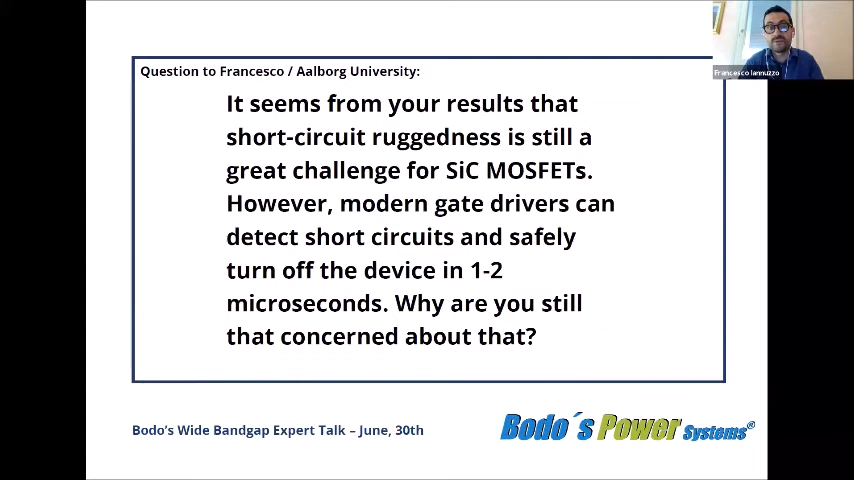 Francesco Iannuzzo
Question to Francesco / Aalborg University:
It seems from your results that
short-circuit ruggedness is still a
great challenge for SiC MOSFETs.
However, modern gate drivers can
detect short circuits and safely
turn off the device in 1-2
microseconds. Why are you still
that concerned about that?
Bodo's Wide Bandgap Expert Talk – June, 30th
Bodo´s Power Systems®